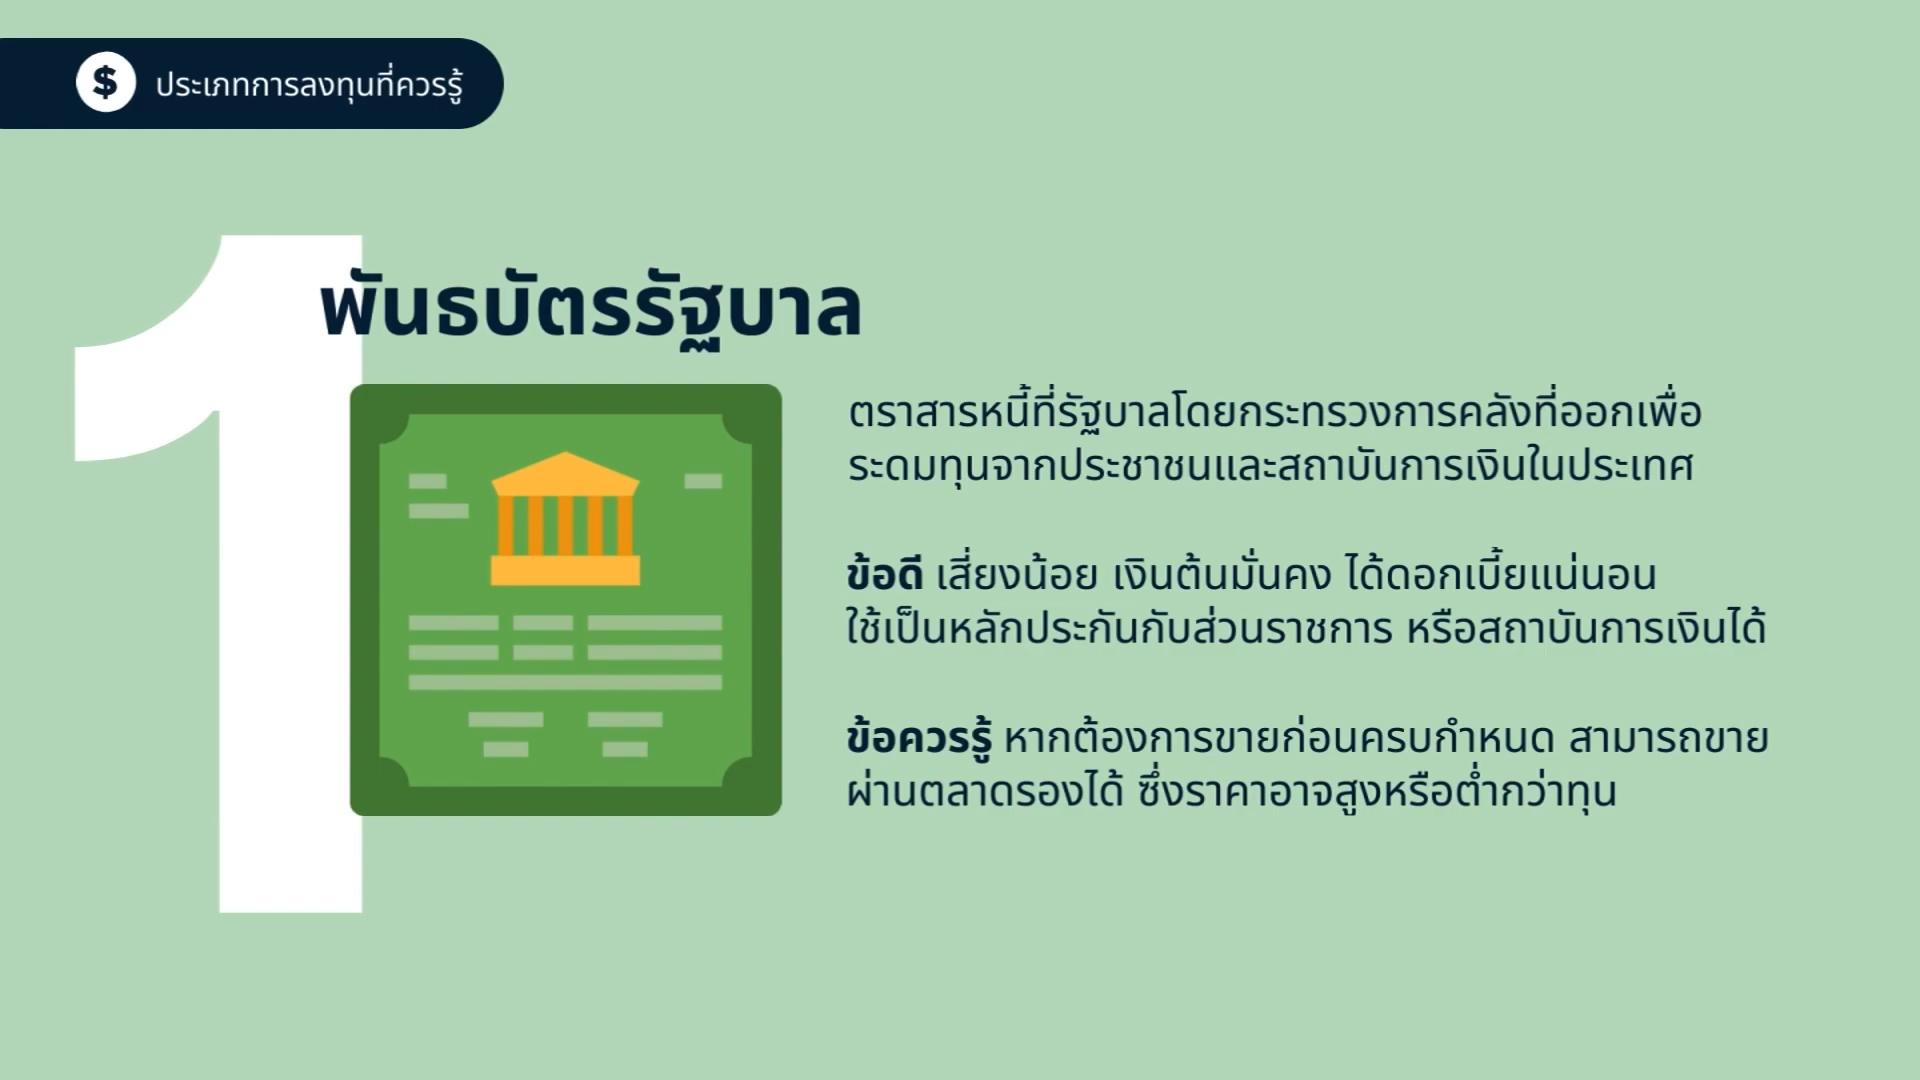 $ ประเภทการลงทุนที่ควรรู้
1
พันธบัตรรัฐบาล
ตราสารหนี้ที่รัฐบาลโดยกระทรวงการคลังที่ออกเพื่อ
ระดมทุนจากประชาชนและสถาบันการเงินในประเทศ
ข้อดี เสี่ยงน้อย เงินต้นมั่นคง ได้ดอกเบี้ยแน่นอน
ใช้เป็นหลักประกันกับส่วนราชการ หรือสถาบันการเงินได้
ข้อควรรู้ หากต้องการขายก่อนครบกำหนด สามารถขาย
ผ่านตลาดรองได้ ซึ่งราคาอาจสูงหรือต่ำกว่าทุน